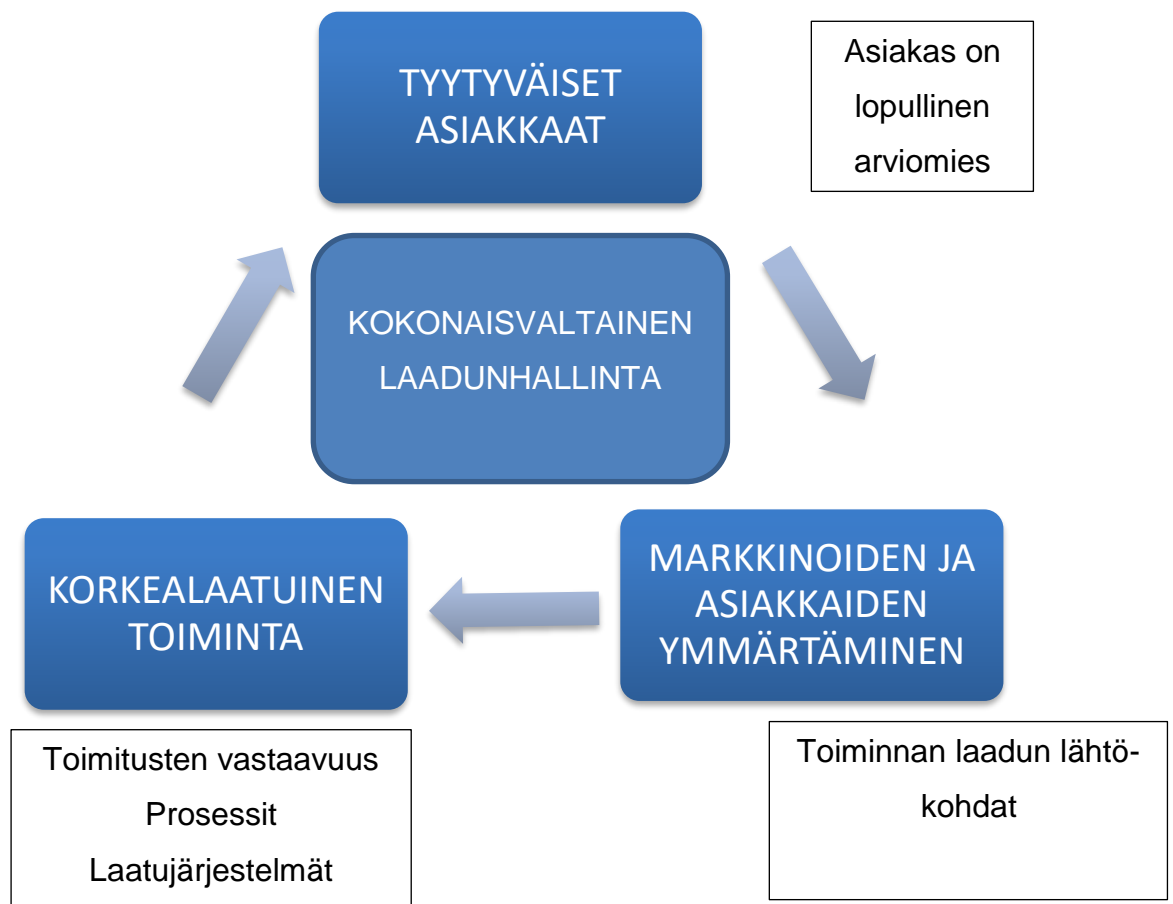 TYYTYVÄISET
ASIAKKAAT
Asiakas on
lopullinen
arviomies
KOKONAISVALTAINEN
LAADUNHALLINTA
KORKEALAATUINEN
TOIMINTA
MARKKINOIDEN JA
ASIAKKAIDEN
YMMÄRTÄMINEN
Toimitusten vastaavuus
Prosessit
Laatujärjestelmät
Toiminnan laadun lähtö-
kohdat